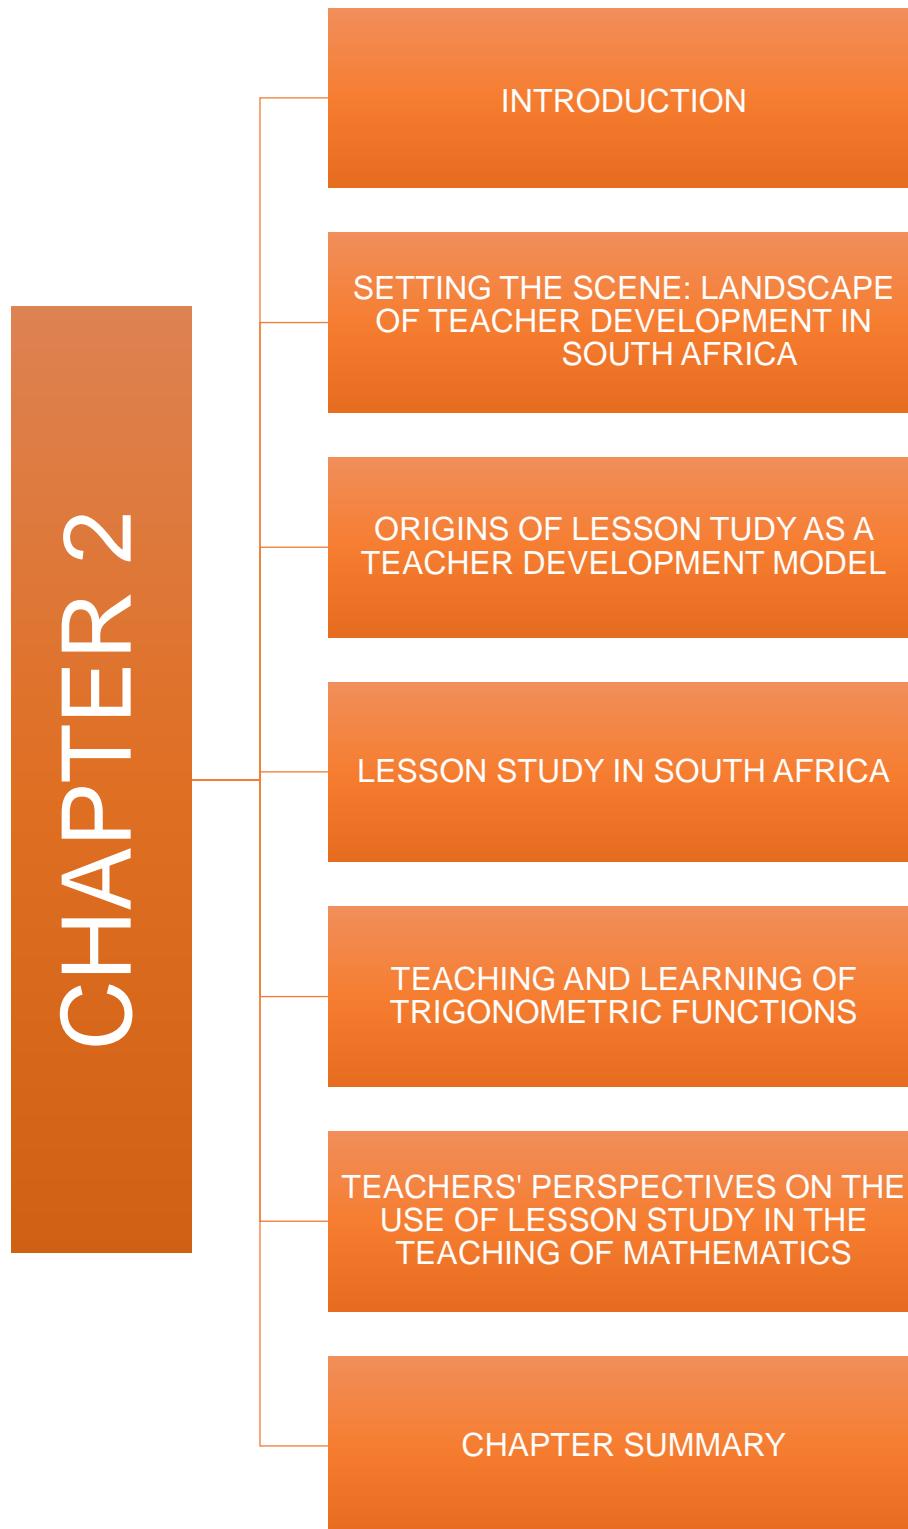 CHAPTER 2
INTRODUCTION
SETTING THE SCENE: LANDSCAPE
OF TEACHER DEVELOPMENT IN
SOUTH AFRICA
ORIGINS OF LESSON TUDY AS A
TEACHER DEVELOPMENT MODEL
LESSON STUDY IN SOUTH AFRICA
TEACHING AND LEARNING OF
TRIGONOMETRIC FUNCTIONS
TEACHERS' PERSPECTIVES ON THE
USE OF LESSON STUDY IN THE
TEACHING OF MATHEMATICS
CHAPTER SUMMARY